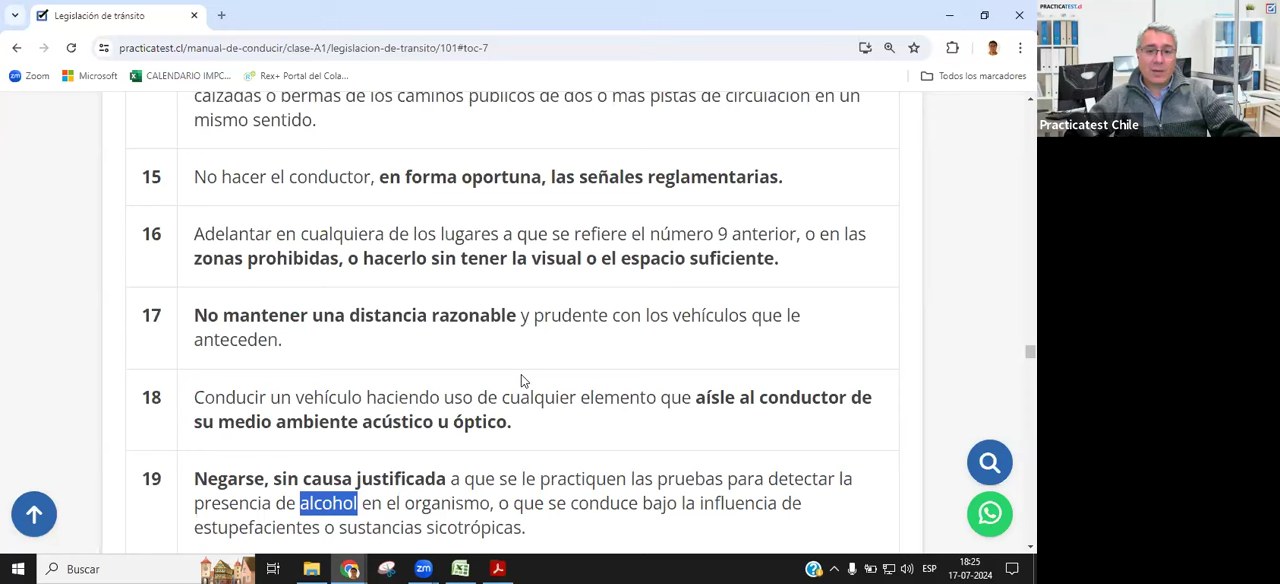 Legislación de tránsito
practicatest.cl/manual-de-conducir/clase-A1/legislacion-de-transito/101#toc-7
Zoom Microsoft CALENDARIO IMPC... Rex+ Portal del Cola... Todos los marcadores
calzadas o bermas de los caminos públicos de dos o más pistas de circulación en un
mismo sentido.
15 No hacer el conductor, en forma oportuna, las señales reglamentarias.
16 Adelantar en cualquiera de los lugares a que se refiere el número 9 anterior, o en las
zonas prohibidas, o hacerlo sin tener la visual o el espacio suficiente.
17 No mantener una distancia razonable y prudente con los vehículos que le
anteceden.
18 Conducir un vehículo haciendo uso de cualquier elemento que aísle al conductor de
su medio ambiente acústico u óptico.
19 Negarse, sin causa justificada a que se le practiquen las pruebas para detectar la
presencia de alcohol en el organismo, o que se conduce bajo la influencia de
estupefacientes o sustancias sicotrópicas.
PRACTICATEST.cl
Practicatest Chile
Buscar
ESP
18:25
17-07-2024